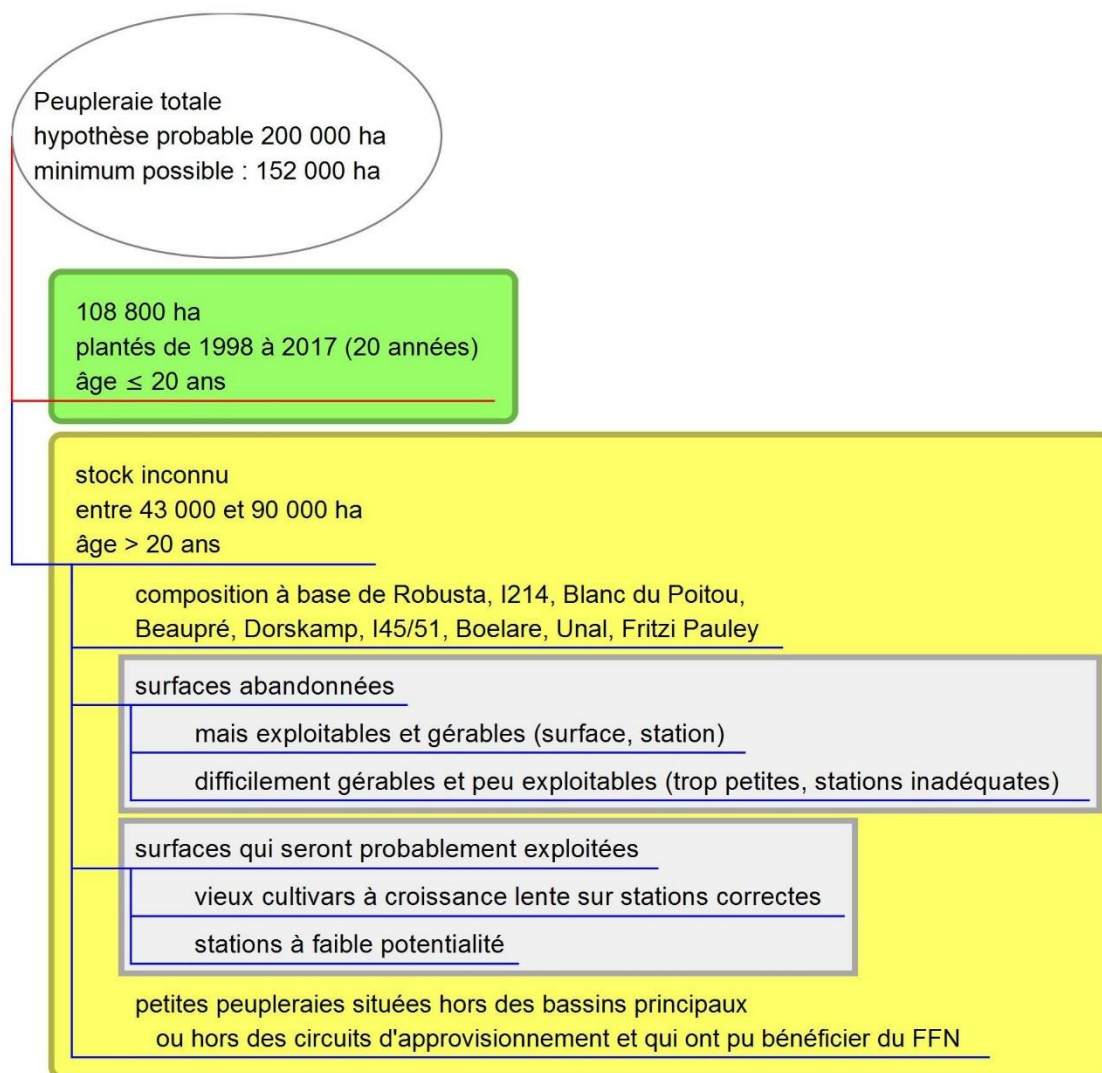 Peupleraie totale
hypothèse probable 200 000 ha
minimum possible : 152 000 ha
108 800 ha
plantés de 1998 à 2017 (20 années)
âge ≤ 20 ans
stock inconnu
entre 43 000 et 90 000 ha
âge > 20 ans
composition à base de Robusta, I214, Blanc du Poitou,
Beaupré, Dorskamp, I45/51, Boelare, Unal, Fritzi Pauley
surfaces abandonnées
mais exploitables et gérables (surface, station)
difficilement gérables et peu exploitables (trop petites, stations inadéquates)
surfaces qui seront probablement exploitées
vieux cultivars à croissance lente sur stations correctes
stations à faible potentialité
petites peupleraies situées hors des bassins principaux
ou hors des circuits d'approvisionnement et qui ont pu bénéficier du FFN